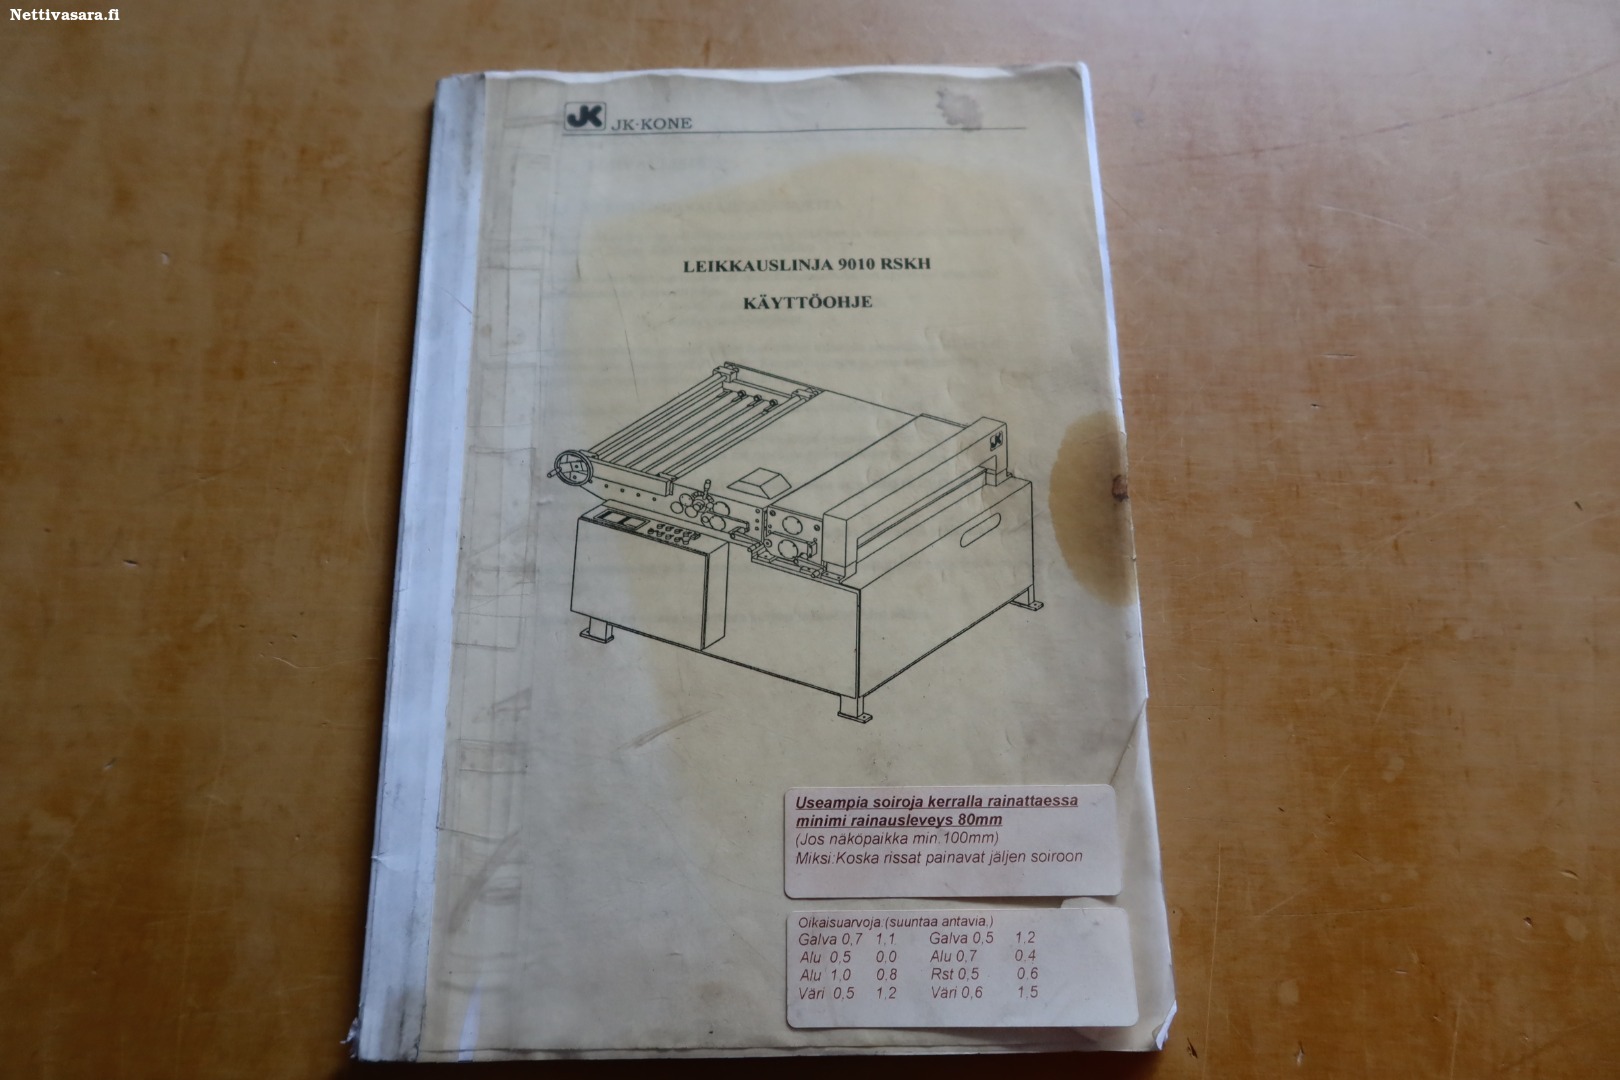 Nettivasara.fi
JK JK-KONE
LEIKKAUSLINJA 9010 RSKH
KÄYTTÖOHJE
JK
Useampia soiroja kerralla rainattaessa
minimi rainausleveys 80mm
(Jos näköpaikka min.100mm)
Miksi:Koska rissat painavat jäljen soiroon
Oikaisuarvoja.(suuntaa antavia.)
Galva 0,7 1,1 Galva 0,5 1,2
Alu 0,5 0,0 Alu 0,7 0,4
Alu 1,0 0,8 Rst 0,5 0,6
Väri 0,5 1,2 Väri 0,6 1,5